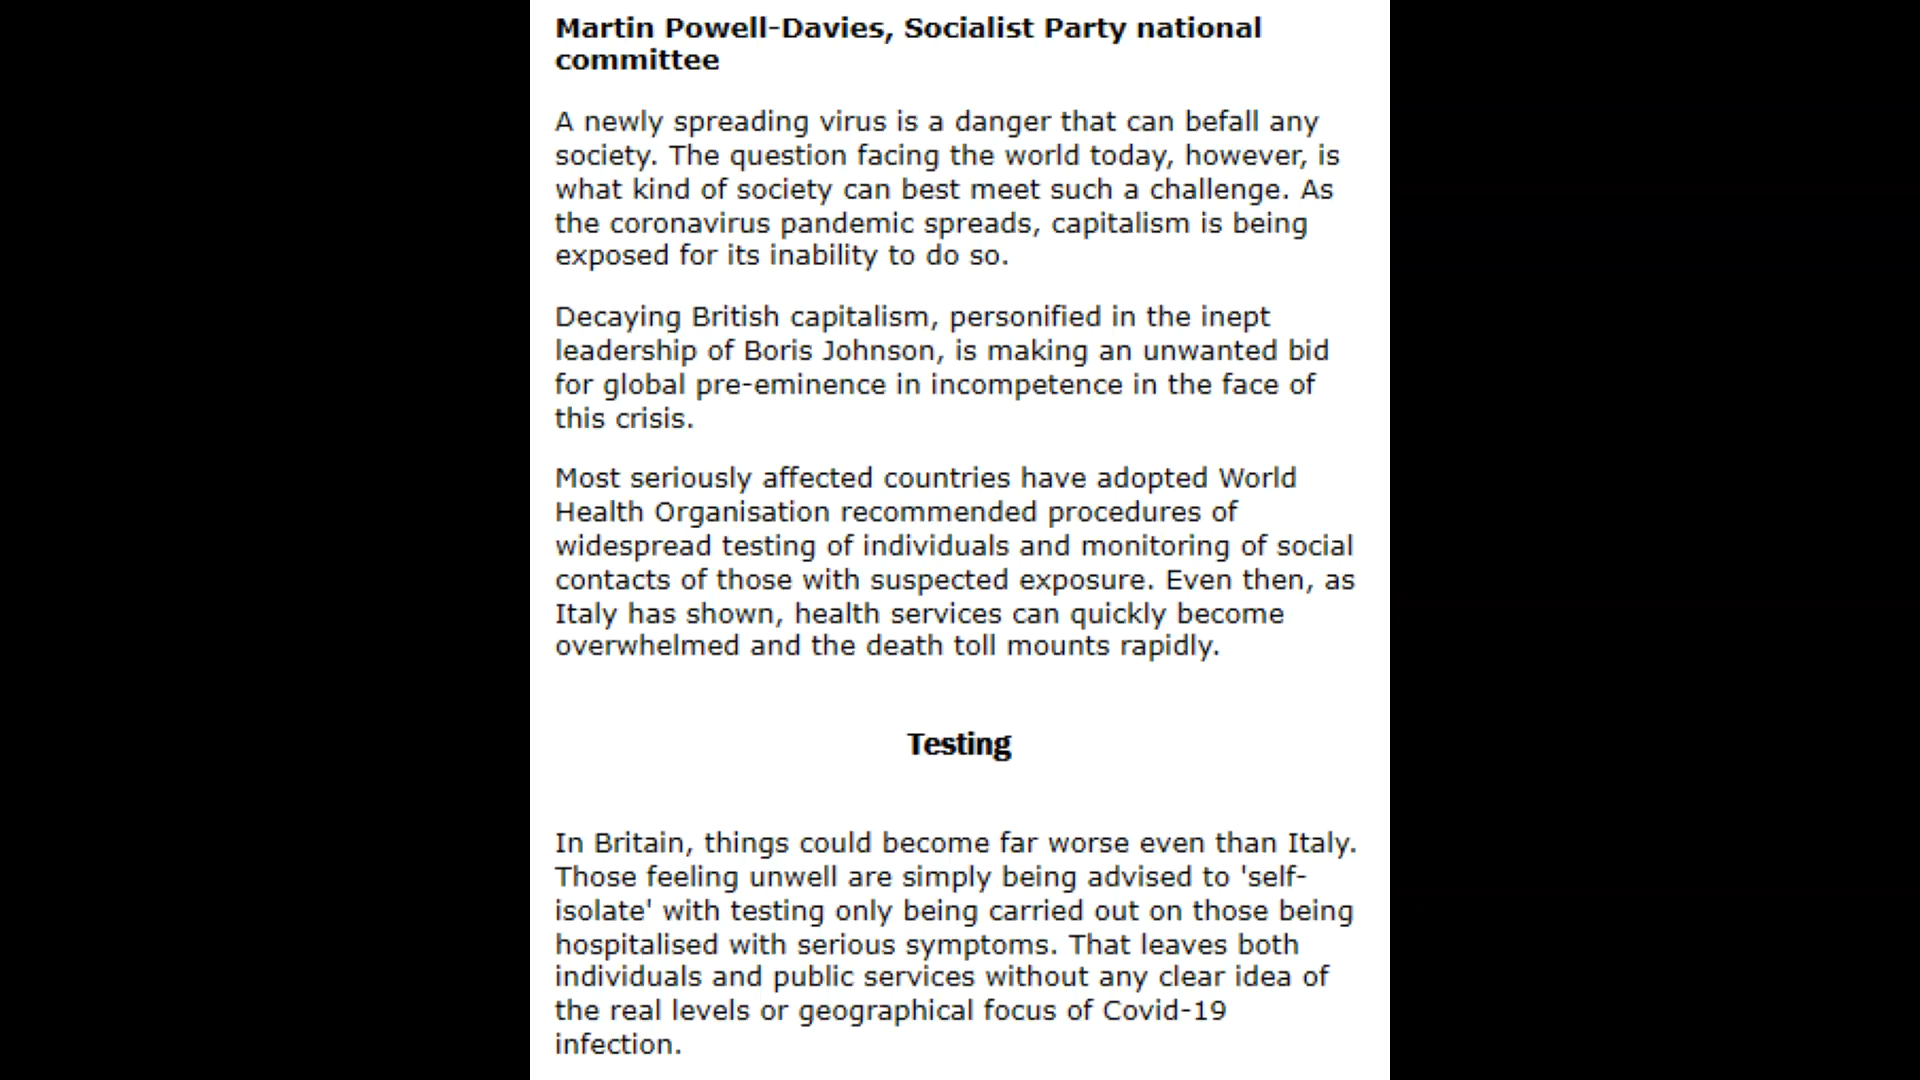 Martin Powell-Davies, Socialist Party national
committee
A newly spreading virus is a danger that can befall any
society. The question facing the world today, however, is
what kind of society can best meet such a challenge. As
the coronavirus pandemic spreads, capitalism is being
exposed for its inability to do so.
Decaying British capitalism, personified in the inept
leadership of Boris Johnson, is making an unwanted bid
for global pre-eminence in incompetence in the face of
this crisis.
Most seriously affected countries have adopted World
Health Organisation recommended procedures of
widespread testing of individuals and monitoring of social
contacts of those with suspected exposure. Even then, as
Italy has shown, health services can quickly become
overwhelmed and the death toll mounts rapidly.
Testing
In Britain, things could become far worse even than Italy.
Those feeling unwell are simply being advised to 'self-
isolate' with testing only being carried out on those being
hospitalised with serious symptoms. That leaves both
individuals and public services without any clear idea of
the real levels or geographical focus of Covid-19
infection.